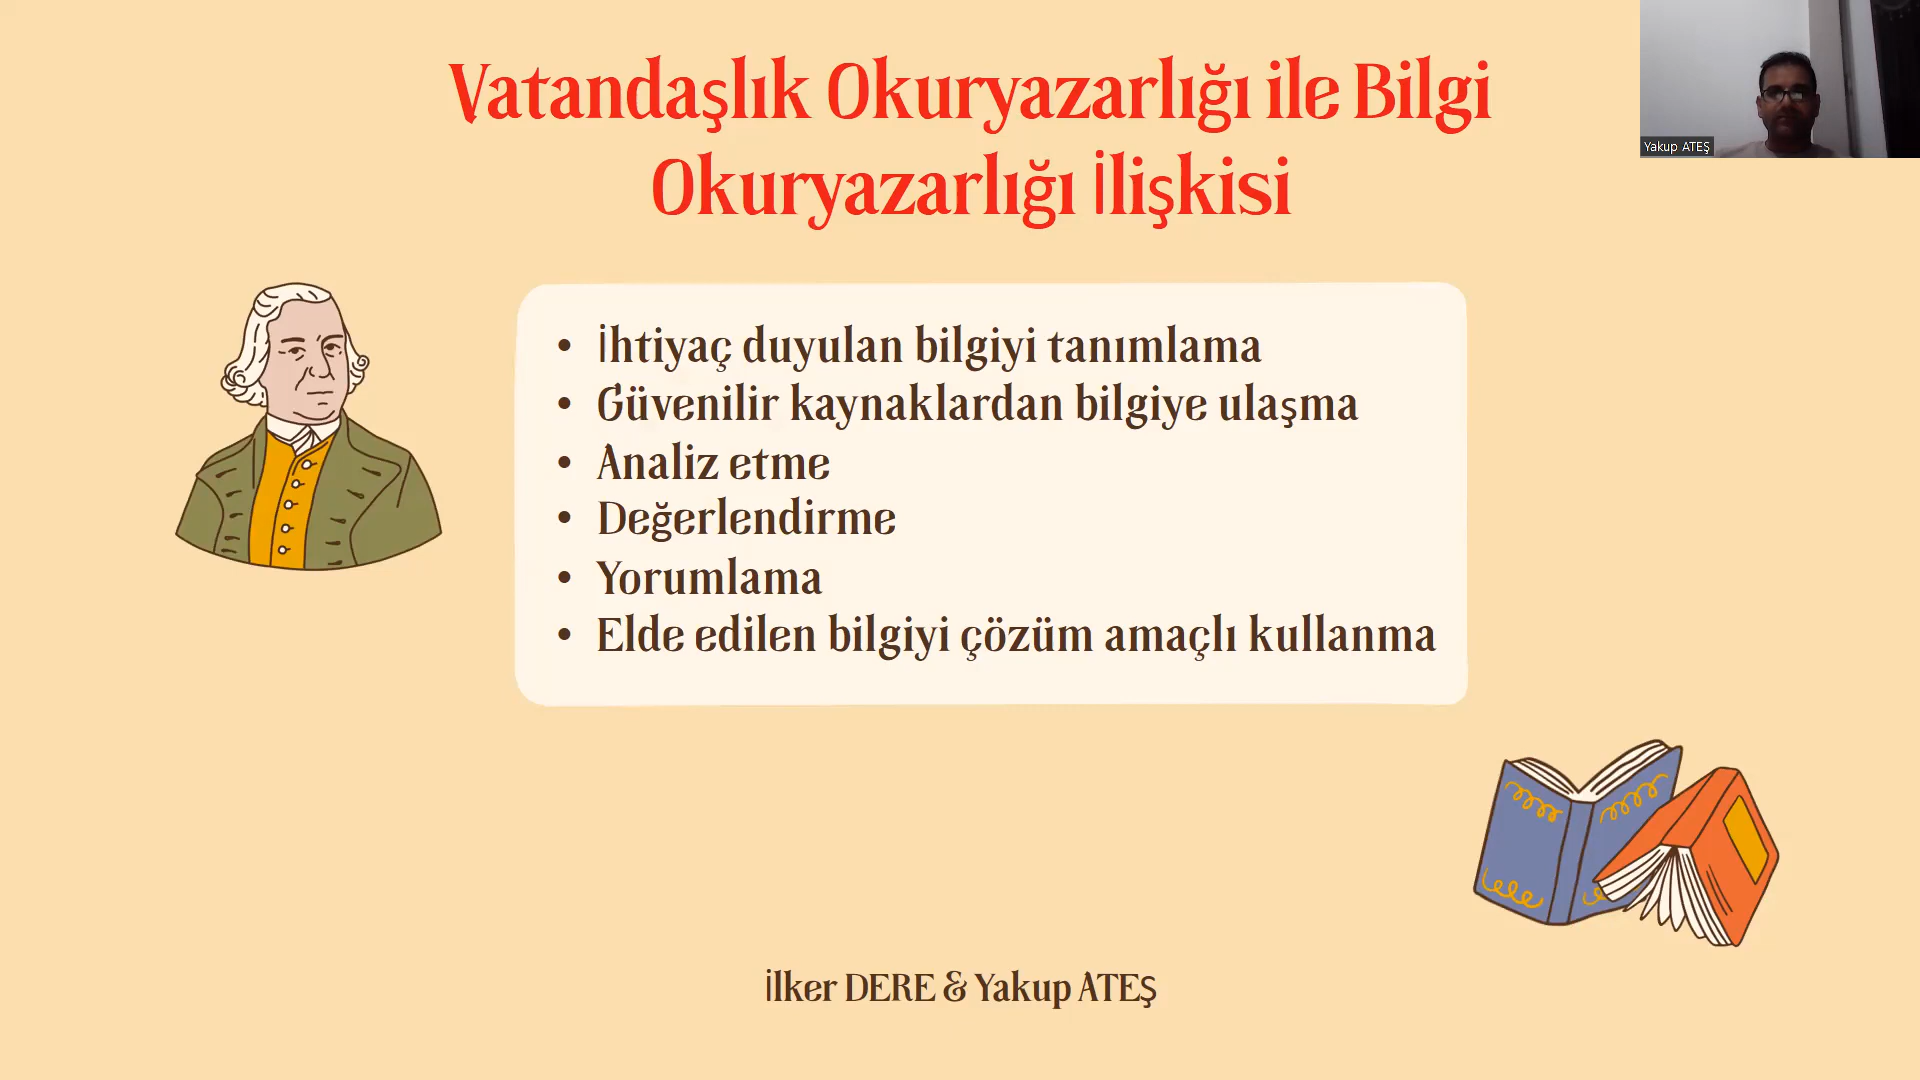 Vatandaşlık Okuryazarlığı ile Bilgi
Okuryazarlığı İlişkisi
Yakup ATEŞ
• İhtiyaç duyulan bilgiyi tanımlama
• Güvenilir kaynaklardan bilgiye ulaşma
• Analiz etme
• Değerlendirme
• Yorumlama
• Elde edilen bilgiyi çözüm amaçlı kullanma
İlker DERE & Yakup ATEŞ